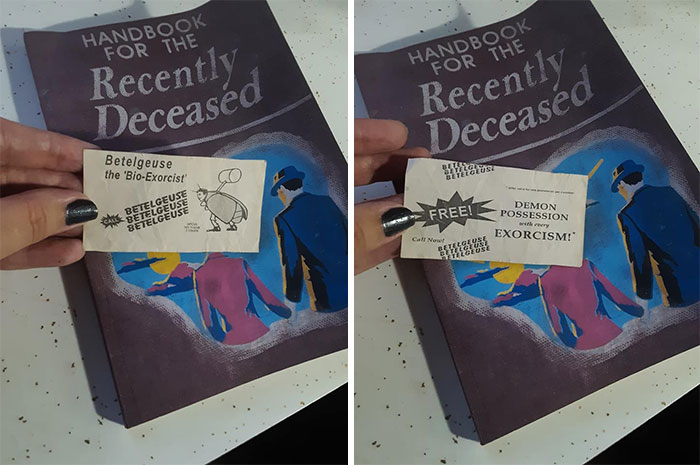 HANDBOOK
FOR THE
Recently
Deceased
Betelgeuse
the 'Bio-Exorcist'
BETELGEUSE
BETELGEUSE
BETELGEUSE
HANDBOOK
FOR THE
Recently
Deceased
BETELGEUSE
BETELGEUSE
BETELGEUSE
FREE!
Call Now!
BETELGEUSE
BETELGEUSE
BETELGEUSE
DEMON
POSSESSION
with every
EXORCISM!*